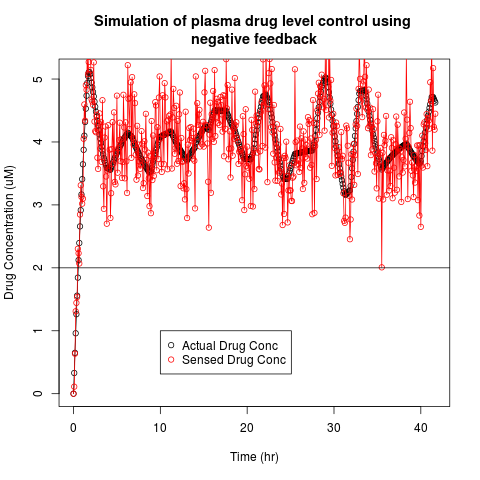 Simulation of plasma drug level control using
negative feedback
Drug Concentration (uM)
5
4
3
2
1
0
Actual Drug Conc
Sensed Drug Conc
0 10 20 30 40
Time (hr)